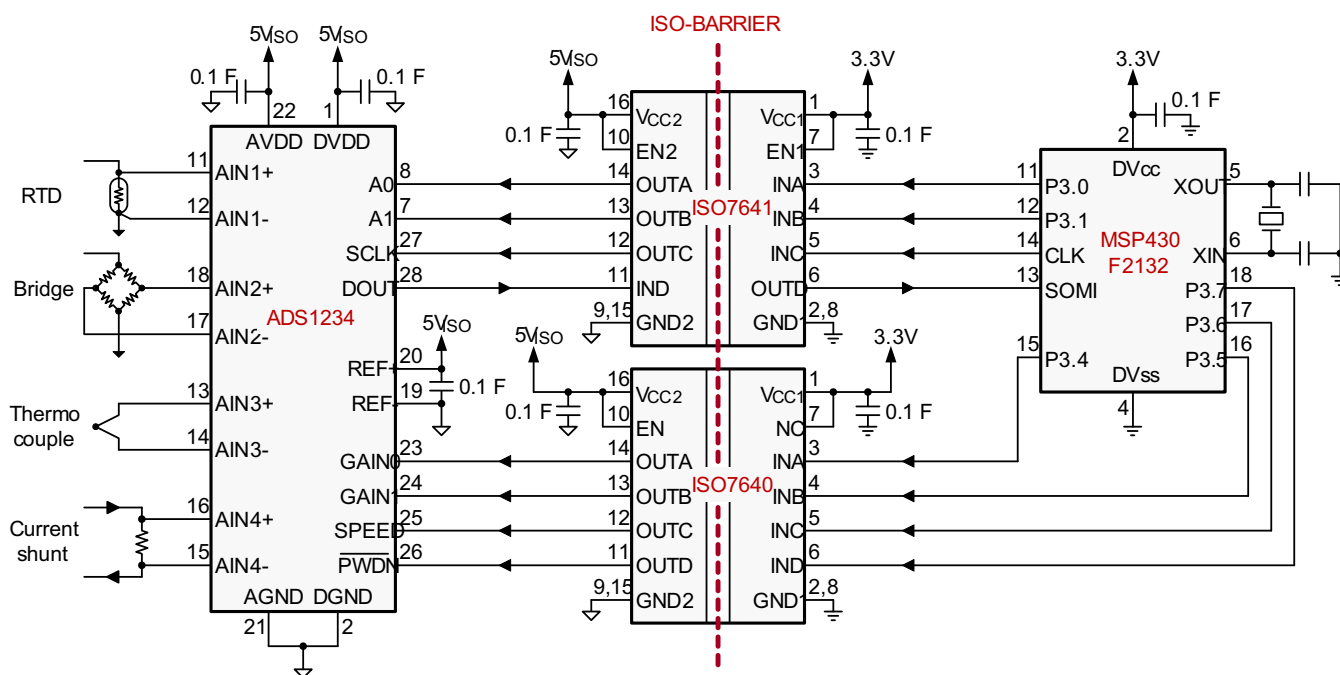 ISO-BARRIER
5VISO
5VISO
0.1 F
0.1 F
22
1
AVDD
DVDD
RTD
11
AIN1+
12
AIN1-
Bridge
18
AIN2+
17
AIN2-
ADS1234
Thermo
couple
13
AIN3+
14
AIN3-
Current
shunt
16
AIN4+
15
AIN4-
A0
8
A1
7
SCLK
27
DOUT
28
5VISO
REF+
20
0.1 F
REF-
19
GAIN0
23
GAIN1
24
SPEED
25
PWDN
26
AGND
DGND
21
2
5VISO
3.3V
0.1 F
16
VCC2
10
EN2
14
OUTA
13
OUTB
12
OUTC
11
IND
9,15
GND2
ISO7641
VCC1
1
EN1
7
0.1 F
INA
3
INB
4
INC
5
OUTD
6
GND1
2,8
5VISO
3.3V
0.1 F
16
VCC2
10
EN
14
OUTA
13
OUTB
12
OUTC
11
OUTD
9,15
GND2
ISO7640
VCC1
1
NC
7
0.1 F
INA
3
INB
4
INC
5
IND
6
GND1
2,8
3.3V
0.1 F
2
DVcc
11
P3.0
12
P3.1
14
CLK
13
SOMI
15
P3.4
MSP430
F2132
XOUT
5
XIN
6
P3.7
18
P3.6
17
P3.5
16
DVss
4